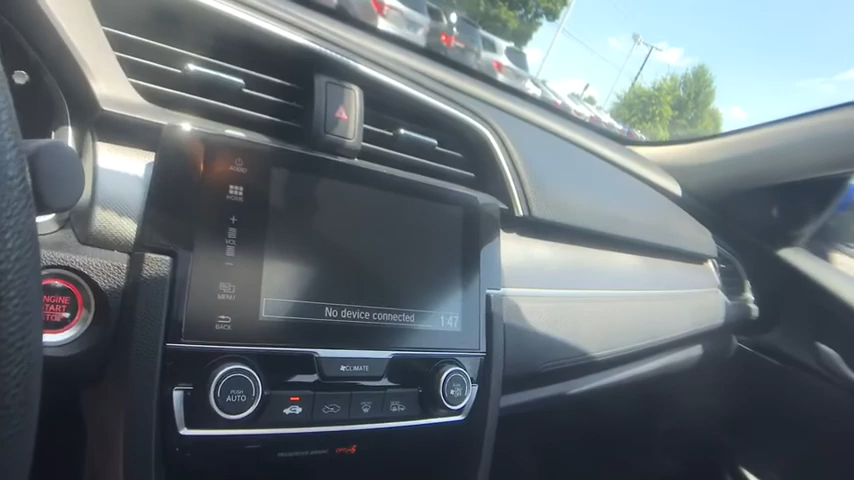 AUDIO
HOME
+
VOL
-
MENU
BACK
No device connected
1:47
ENGINE
START
STOP
CLIMATE
PUSH
AUTO